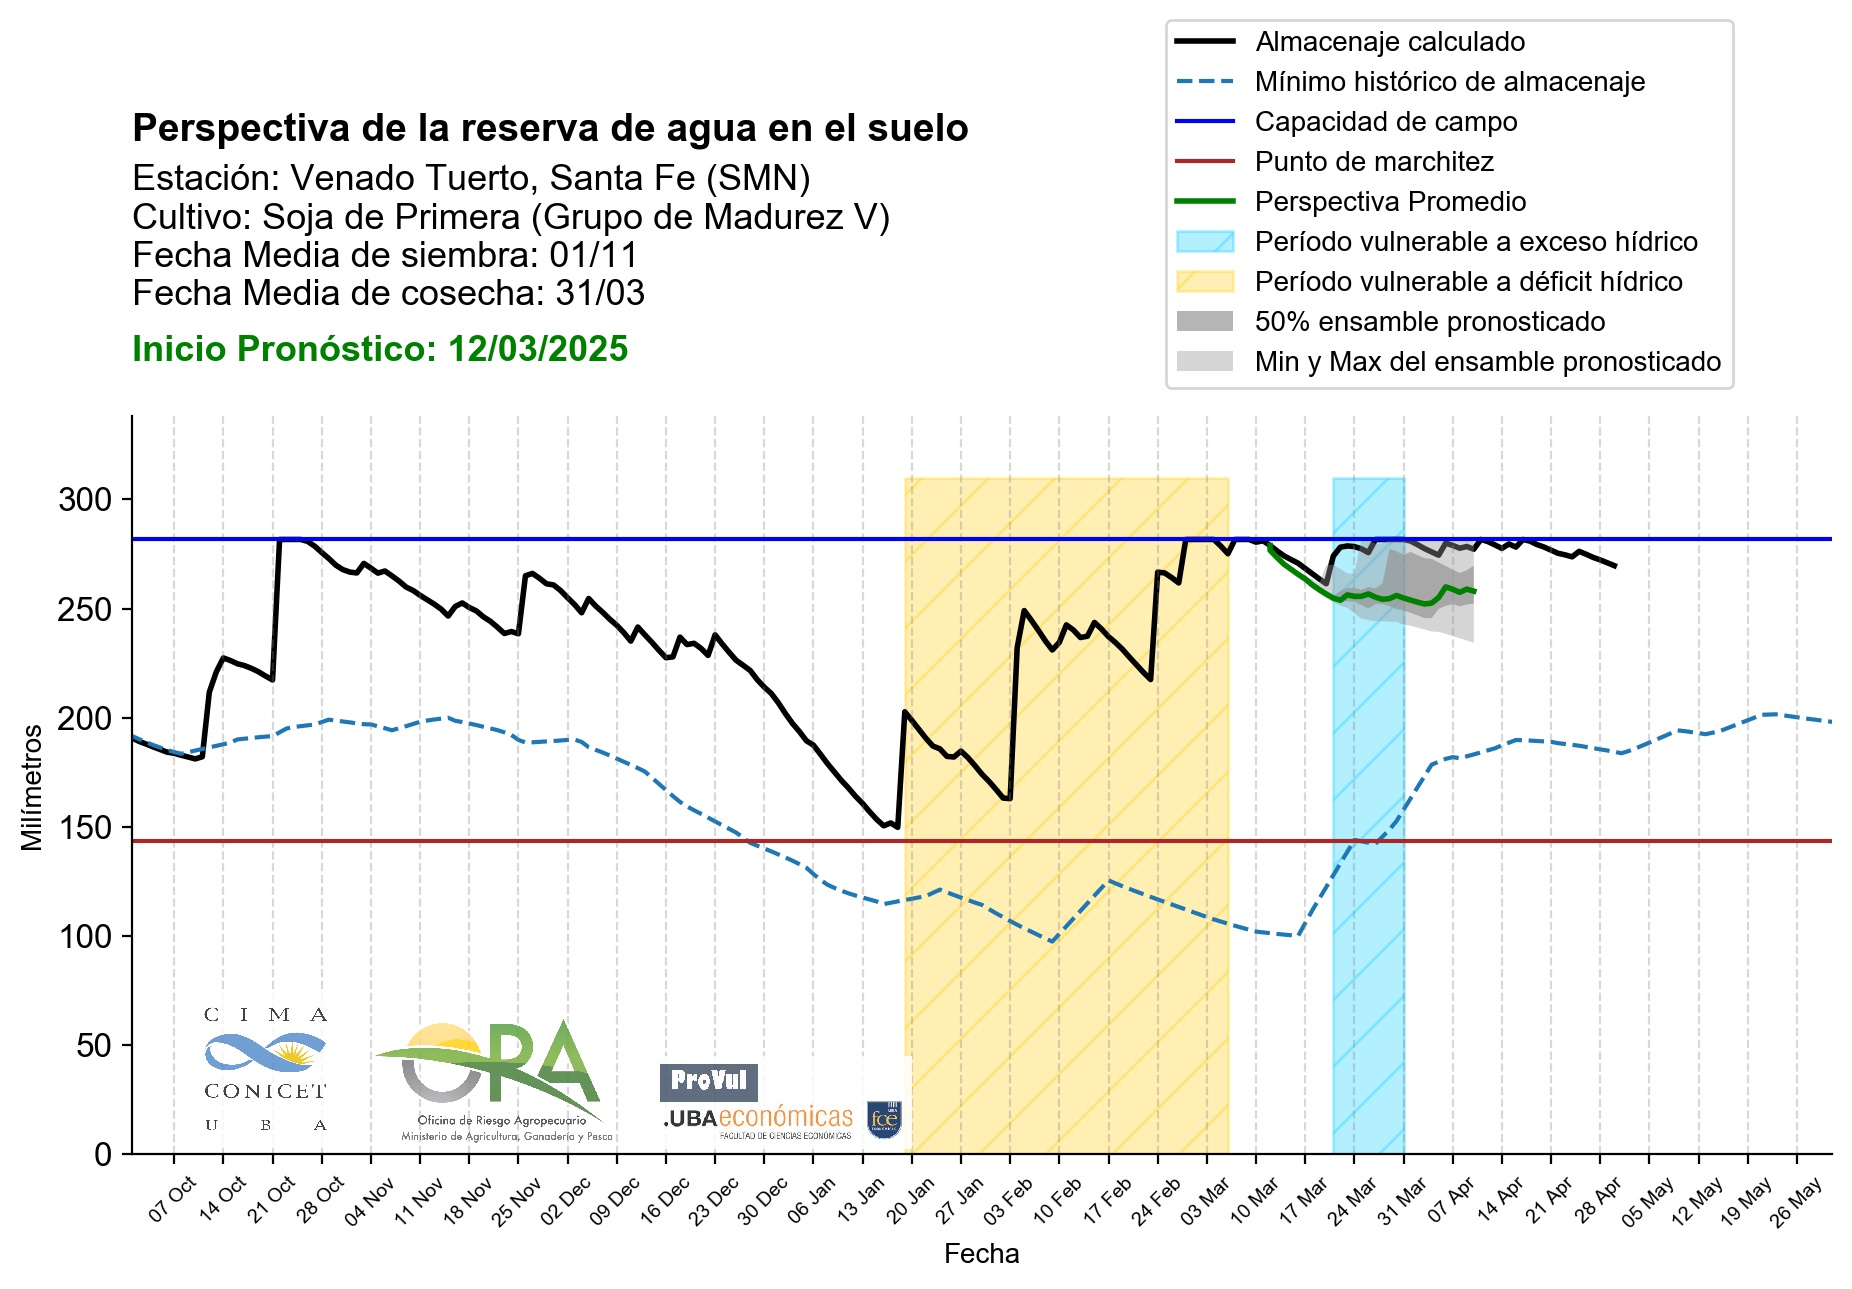 Almacenaje calculado
Mínimo histórico de almacenaje
Capacidad de campo
Punto de marchitez
Perspectiva Promedio
Período vulnerable a exceso hídrico
Período vulnerable a déficit hídrico
50% ensamble pronosticado
Min y Max del ensamble pronosticado
Perspectiva de la reserva de agua en el suelo
Estación: Venado Tuerto, Santa Fe (SMN)
Cultivo: Soja de Primera (Grupo de Madurez V)
Fecha Media de siembra: 01/11
Fecha Media de cosecha: 31/03
Inicio Pronóstico: 12/03/2025
Milímetros
300
250
200
150
100
50
0
CIMA
CONICET
UBA
ORA
Oficina de Riesgo Agropecuario
Ministerio de Agricultura, Ganadería y Pesca
ProVul
.UBAeconómicas
FACULTAD DE CIENCIAS ECONÓMICAS
UBA
fce
07 Oct
14 Oct
21 Oct
28 Oct
04 Nov
11 Nov
18 Nov
25 Nov
02 Dec
09 Dec
16 Dec
23 Dec
30 Dec
06 Jan
13 Jan
20 Jan
27 Jan
03 Feb
10 Feb
17 Feb
24 Feb
03 Mar
10 Mar
17 Mar
24 Mar
31 Mar
07 Apr
14 Apr
21 Apr
28 Apr
05 May
12 May
19 May
26 May
Fecha